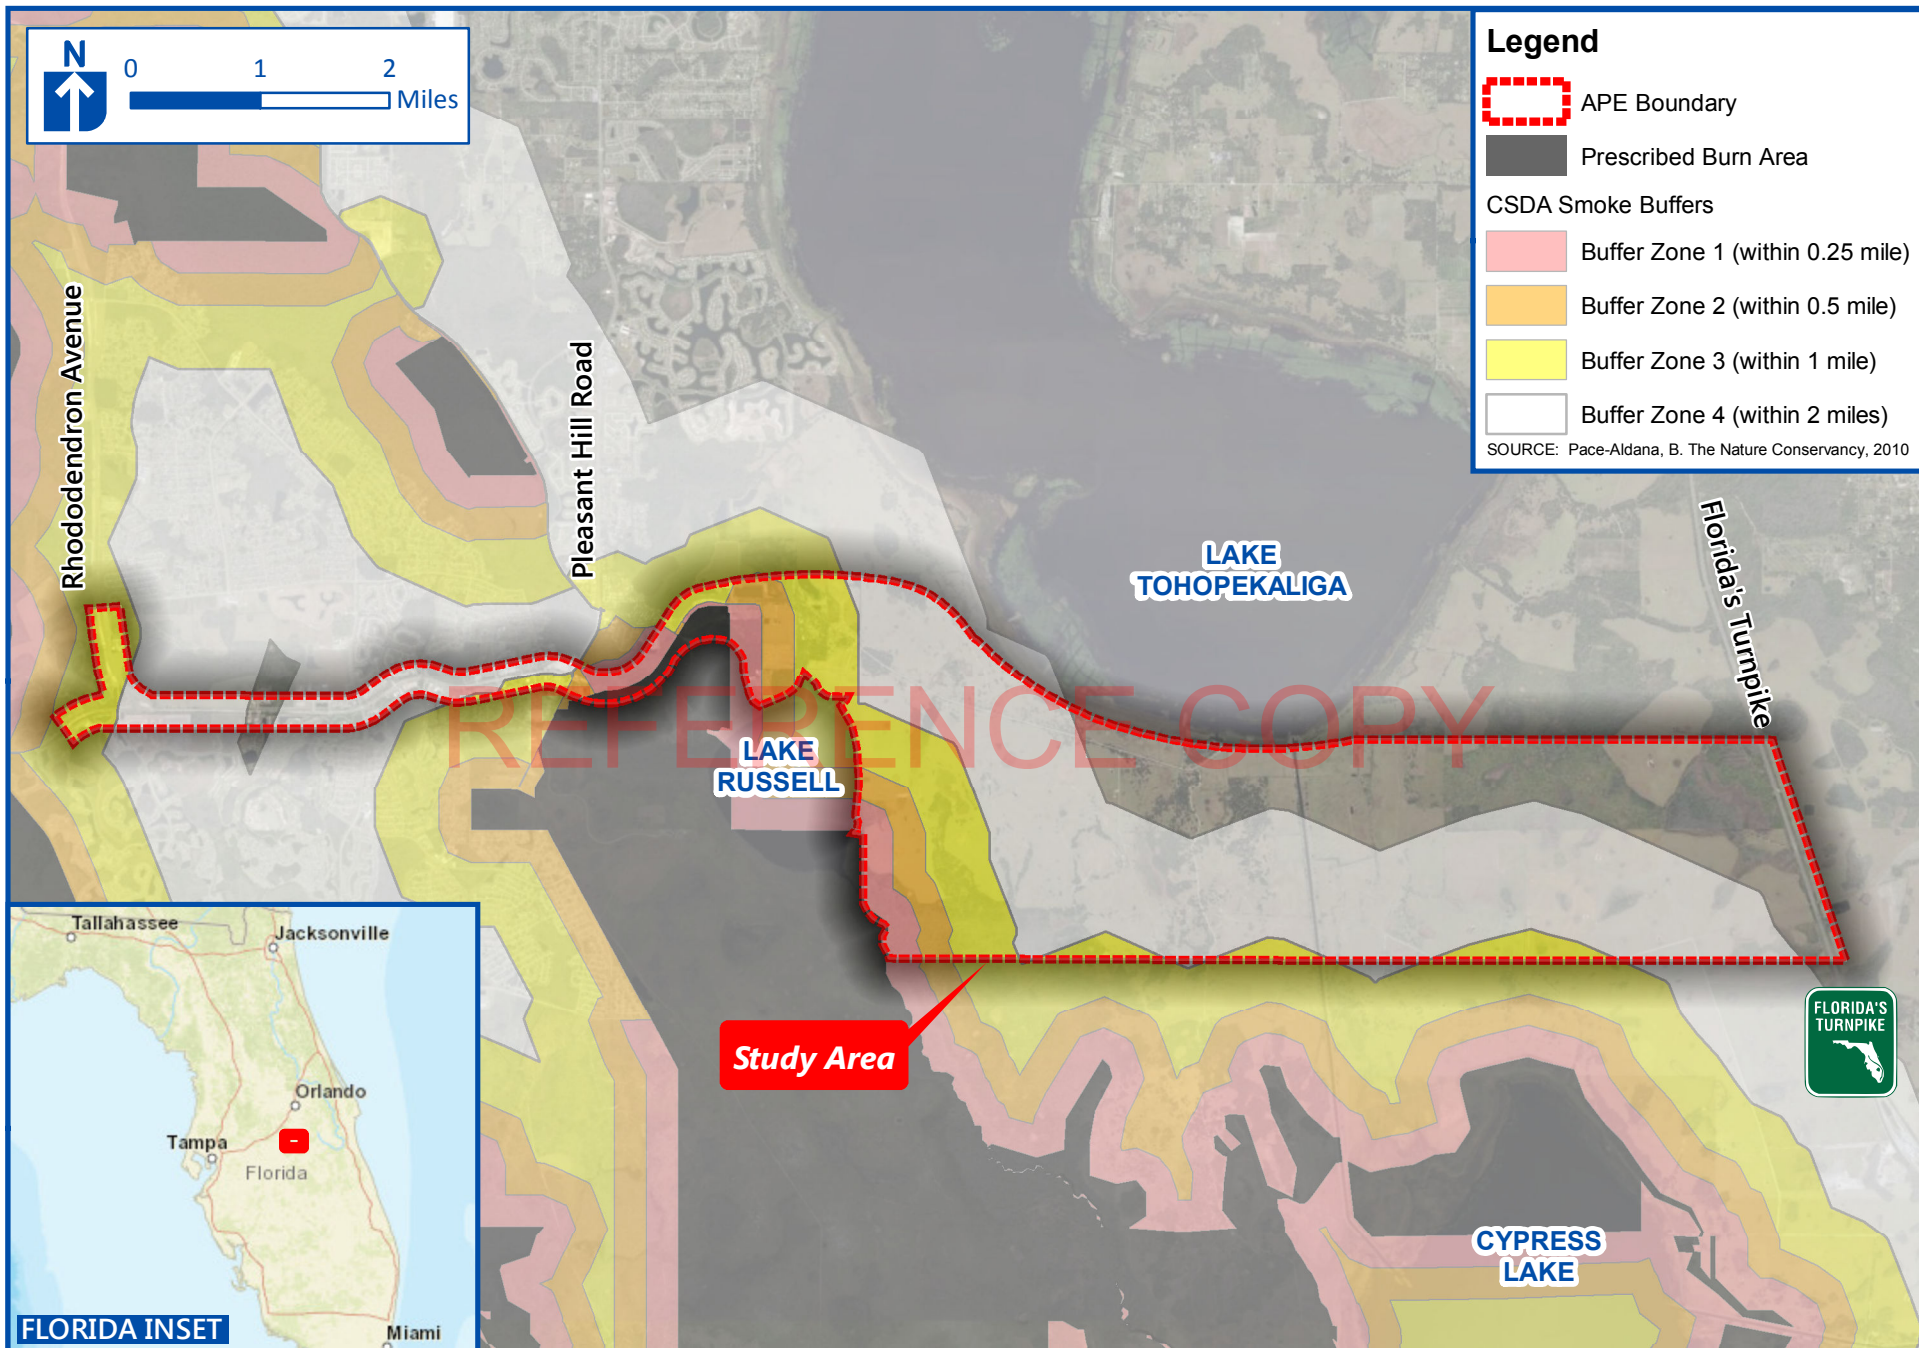 N
0 1 2
Miles
Legend
APE Boundary
Prescribed Burn Area
CSDA Smoke Buffers
Buffer Zone 1 (within 0.25 mile)
Buffer Zone 2 (within 0.5 mile)
Buffer Zone 3 (within 1 mile)
Buffer Zone 4 (within 2 miles)
SOURCE: Pace-Aldana, B. The Nature Conservancy, 2010
Rhododendron Avenue
Pleasant Hill Road
Florida's Turnpike
LAKE
TOHOPEKALIGA
REFERENCE COPY
LAKE
RUSSELL
Study Area
FLORIDA'S
TURNPIKE
CYPRESS
LAKE
Tallahassee
Jacksonville
Orlando
Tampa
Florida
Miami
FLORIDA INSET